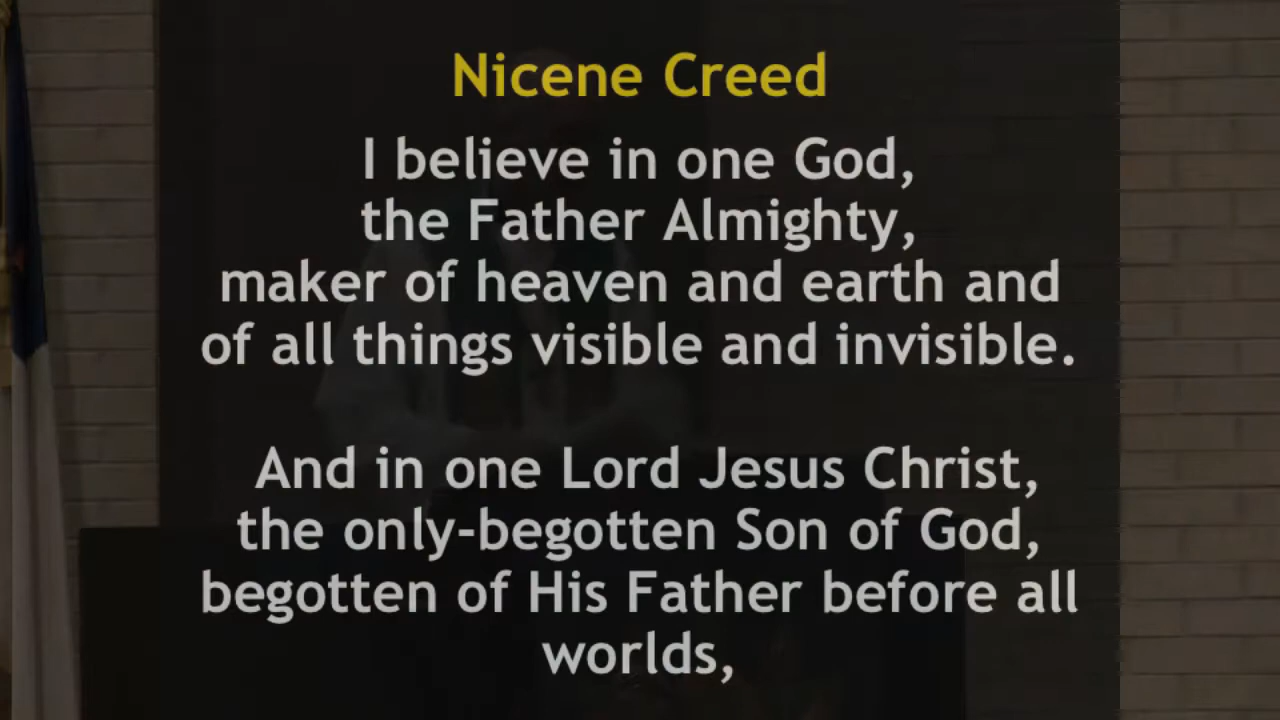 Nicene Creed
I believe in one God,
the Father Almighty,
maker of heaven and earth and
of all things visible and invisible.
And in one Lord Jesus Christ,
the only-begotten Son of God,
begotten of His Father before all
worlds,